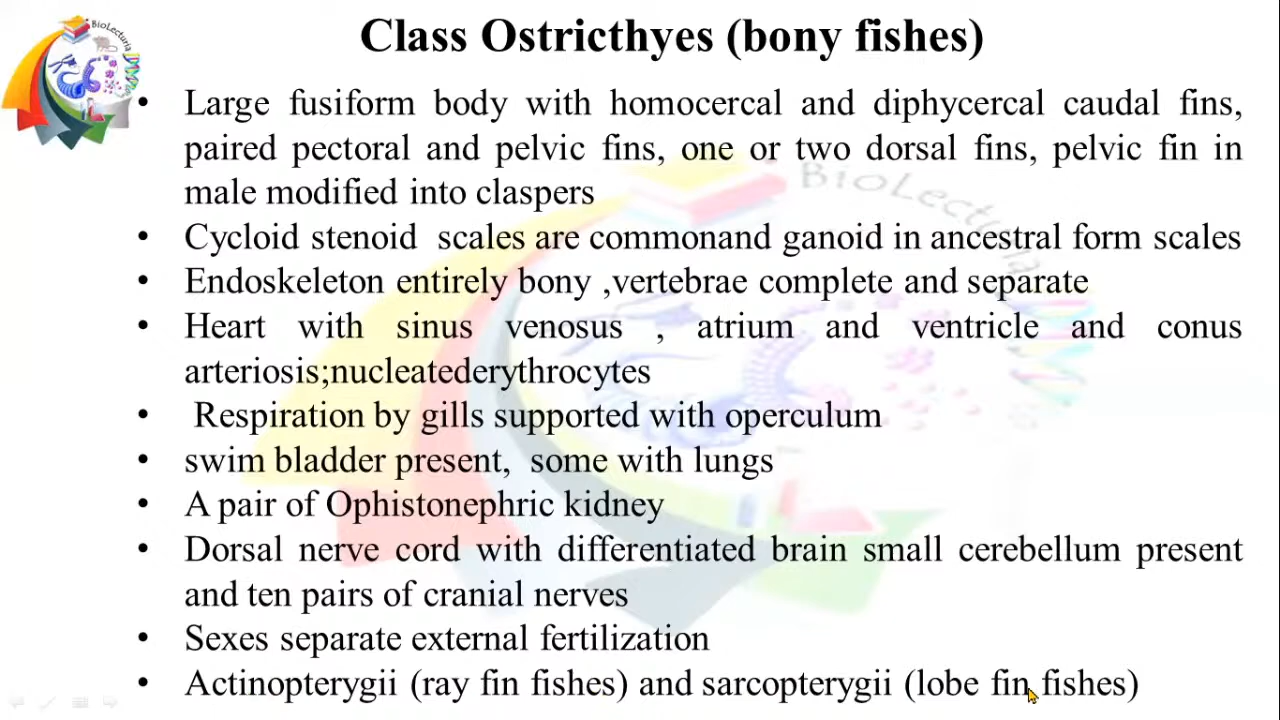 BioLecturia
Class Ostricthyes (bony fishes)
• Large fusiform body with homocercal and diphycercal caudal fins,
paired pectoral and pelvic fins, one or two dorsal fins, pelvic fin in
male modified into claspers
• Cycloid stenoid scales are commonand ganoid in ancestral form scales
• Endoskeleton entirely bony ,vertebrae complete and separate
• Heart with sinus venosus , atrium and ventricle and conus
arteriosis;nucleatederythrocytes
• Respiration by gills supported with operculum
• swim bladder present, some with lungs
• A pair of Ophistonephric kidney
• Dorsal nerve cord with differentiated brain small cerebellum present
and ten pairs of cranial nerves
• Sexes separate external fertilization
• Actinopterygii (ray fin fishes) and sarcopterygii (lobe fin fishes)
BioLecturia